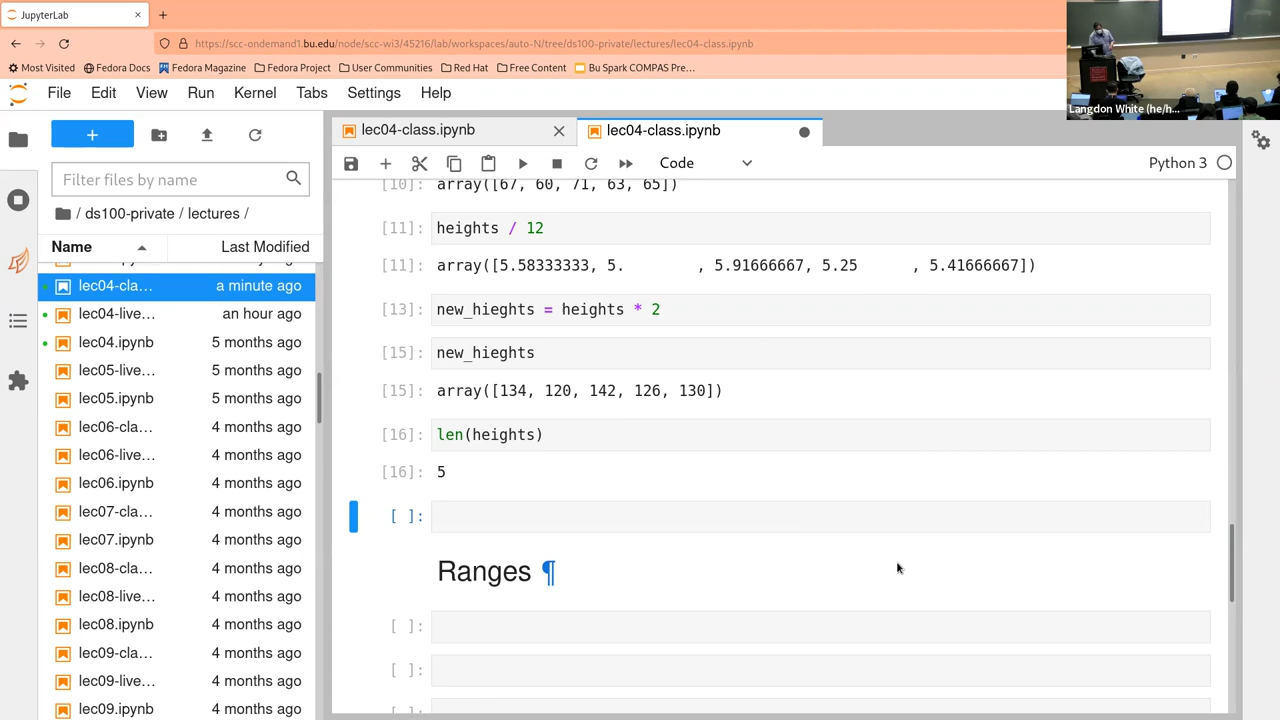 JupyterLab
https://scc-ondemand1.bu.edu/node/scc-wi3/45216/lab/workspaces/auto-N/tree/ds100-private/lectures/lec04-class.ipynb
Most Visited Fedora Docs Fedora Magazine Fedora Project User Communities Red Hat Free Content Bu Spark COMPAS Pre…
Langdon White (he/h...
File Edit View Run Kernel Tabs Settings Help
lec04-class.ipynb lec04-class.ipynb
Code Python 3
Filter files by name
/ ds100-private / lectures /
Name Last Modified
lec04-cla… a minute ago
lec04-live… an hour ago
lec04.ipynb 5 months ago
lec05-live… 5 months ago
lec05.ipynb 5 months ago
lec06-cla… 4 months ago
lec06-live… 4 months ago
lec06.ipynb 4 months ago
lec07-cla… 4 months ago
lec07.ipynb 4 months ago
lec08-cla… 4 months ago
lec08-live… 4 months ago
lec08.ipynb 4 months ago
lec09-cla… 4 months ago
lec09-live… 4 months ago
lec09.ipynb 4 months ago
[10]: array([67, 60, 71, 63, 65])
[11]: heights / 12
[11]: array([5.58333333, 5.        , 5.91666667, 5.25      , 5.41666667])
[13]: new_hieghts = heights * 2
[15]: new_hieghts
[15]: array([134, 120, 142, 126, 130])
[16]: len(heights)
[16]: 5
[ ]:
Ranges ¶
[ ]:
[ ]:
[ ]: